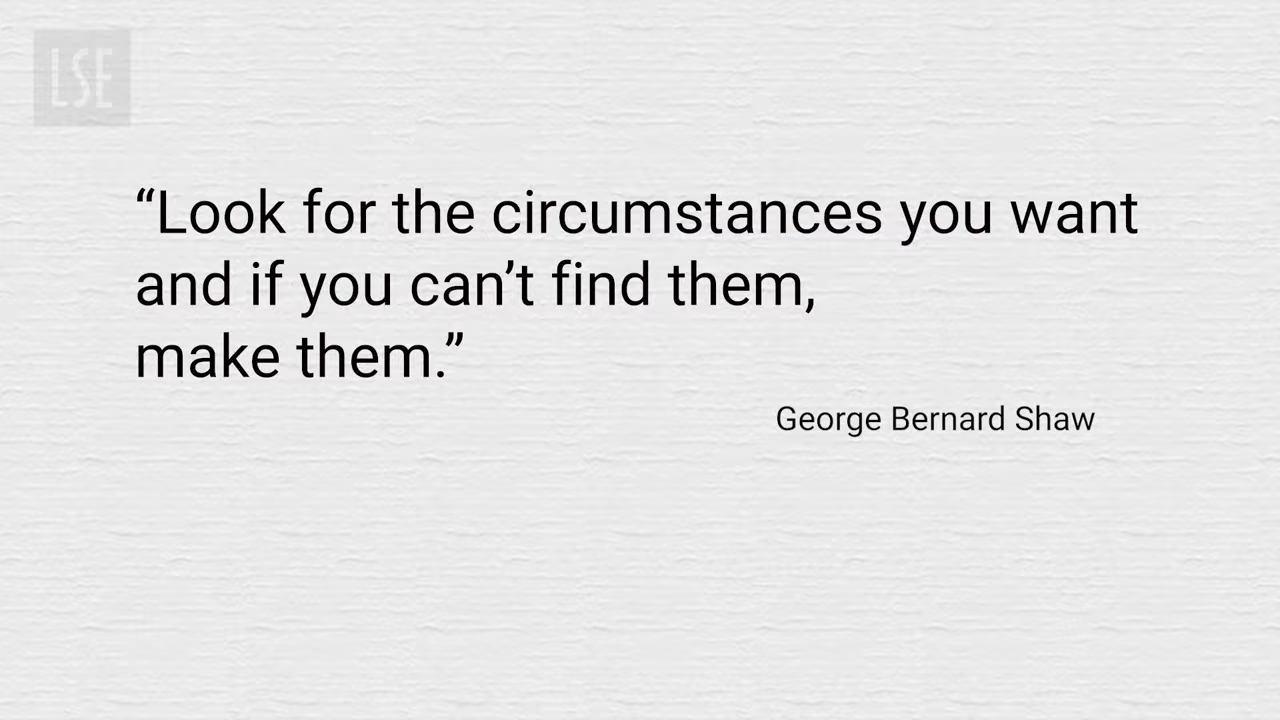 LSE
“Look for the circumstances you want
and if you can’t find them,
make them.”
George Bernard Shaw